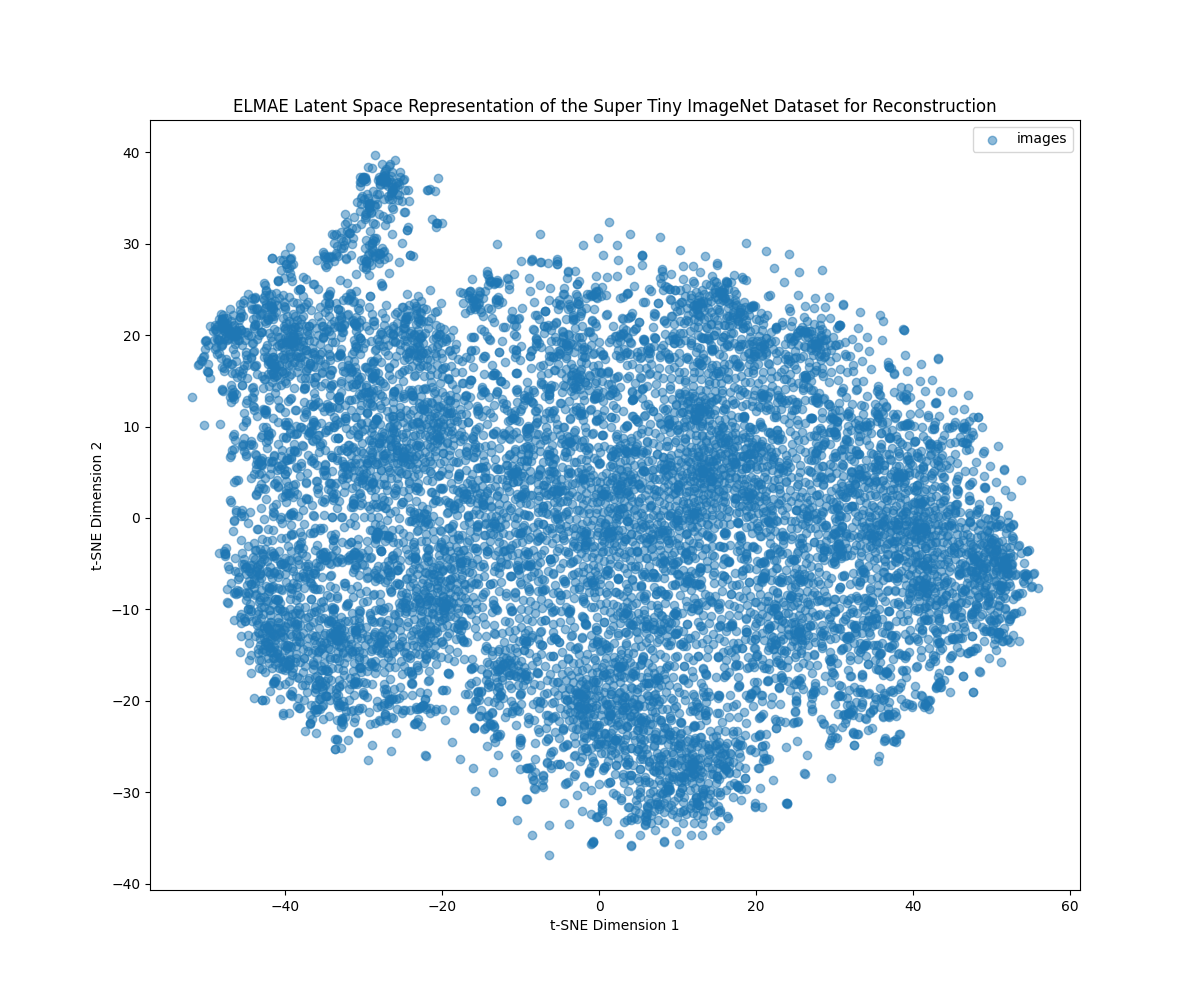 ELMAE Latent Space Representation of the Super Tiny ImageNet Dataset for Reconstruction
images
40
30
20
10
0
−10
−20
−30
−40
t-SNE Dimension 2
−40 −20 0 20 40 60
t-SNE Dimension 1